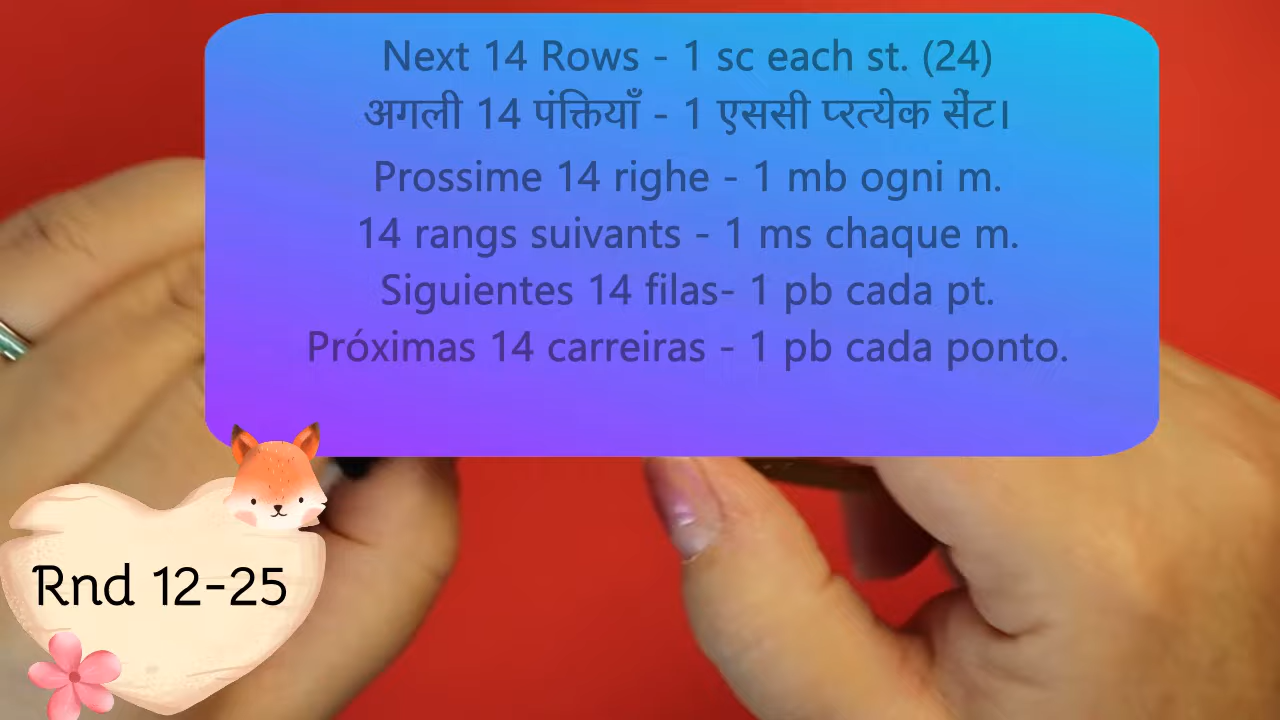 Next 14 Rows - 1 sc each st. (24)
अगली 14 पंक्तियाँ - 1 एससी प्रत्येक सेंट।
Prossime 14 righe - 1 mb ogni m.
14 rangs suivants - 1 ms chaque m.
Siguientes 14 filas- 1 pb cada pt.
Próximas 14 carreiras - 1 pb cada ponto.
Rnd 12-25